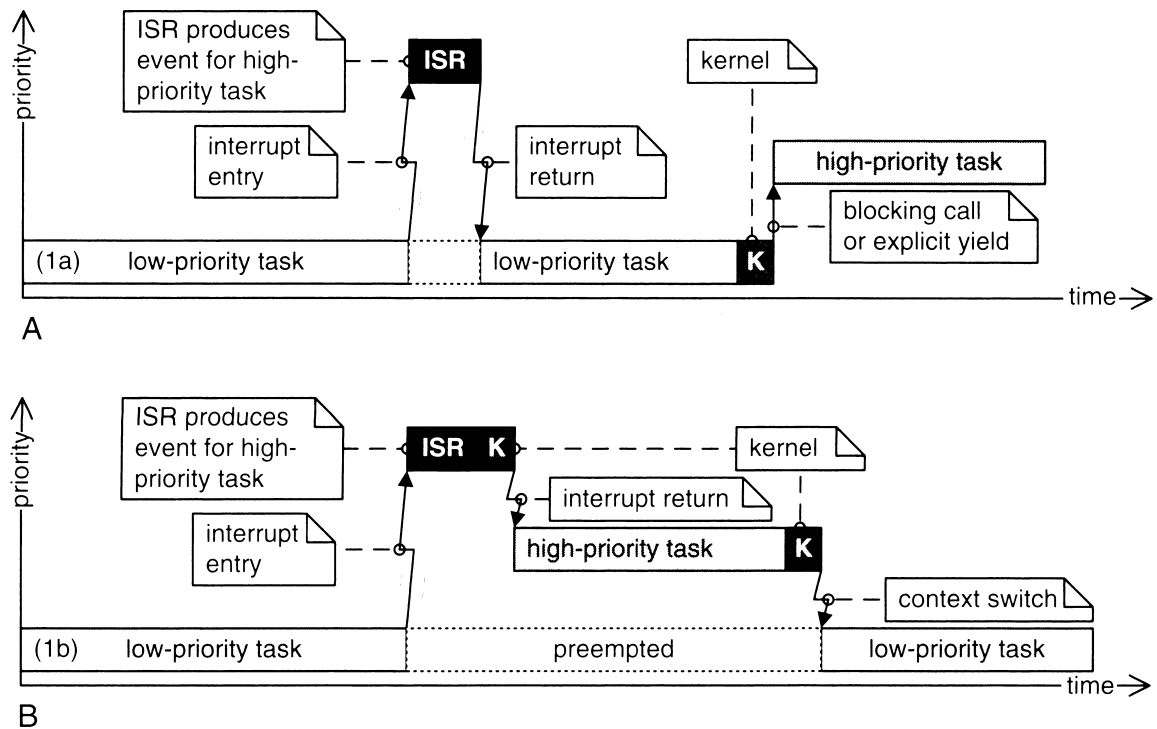 priority
ISR produces
event for high-
priority task
ISR
kernel
interrupt
entry
interrupt
return
high-priority task
blocking call
or explicit yield
(1a)
low-priority task
low-priority task
K
time
A
priority
ISR produces
event for high-
priority task
ISR K
kernel
interrupt return
interrupt
entry
high-priority task
K
context switch
(1b)
low-priority task
preempted
low-priority task
time
B